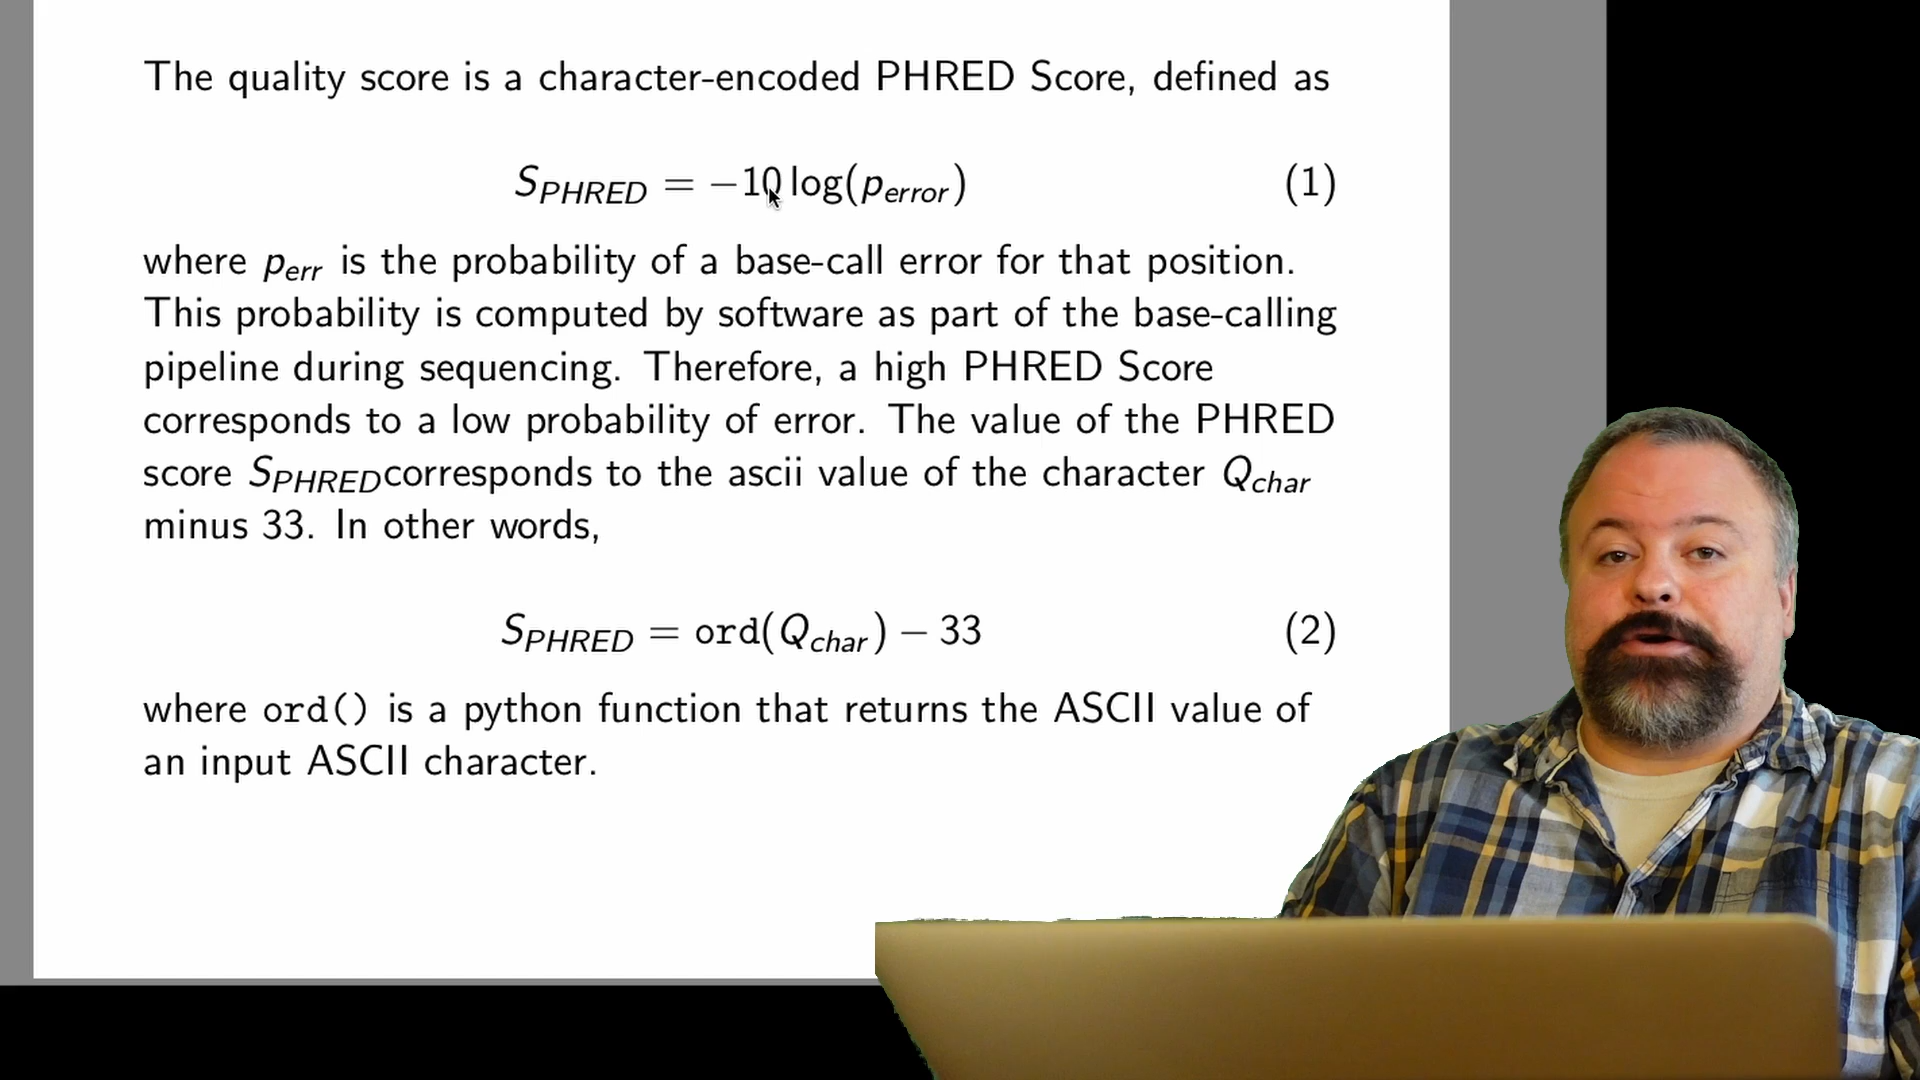 The quality score is a character-encoded PHRED Score, defined as
S_PHRED = −10 log(p_error) (1)
where p_err is the probability of a base-call error for that position.
This probability is computed by software as part of the base-calling
pipeline during sequencing. Therefore, a high PHRED Score
corresponds to a low probability of error. The value of the PHRED
score S_PHREDcorresponds to the ascii value of the character Q_char
minus 33. In other words,
S_PHRED = ord(Q_char) − 33 (2)
where ord() is a python function that returns the ASCII value of
an input ASCII character.